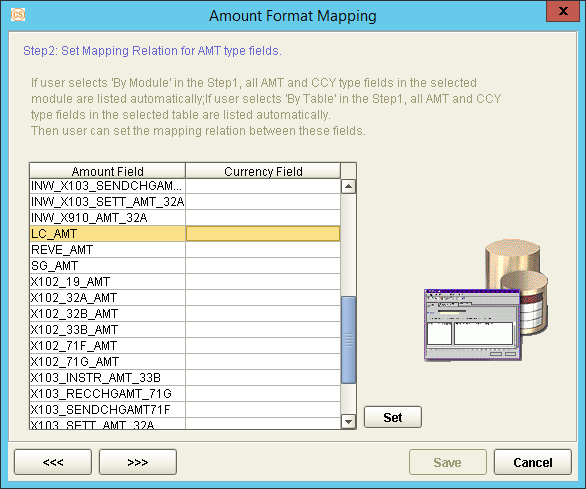 Amount Format Mapping
Step2: Set Mapping Relation for AMT type fields.
If user selects 'By Module' in the Step1, all AMT and CCY type fields in the selected
module are listed automatically;If user selects 'By Table' in the Step1, all AMT and CCY
type fields in the selected table are listed automatically.
Then user can set the mapping relation between these fields.
Amount Field Currency Field
INW_X103_SENDCHGAM...
INW_X103_SETT_AMT_32A
INW_X910_AMT_32A
LC_AMT
REVE_AMT
SG_AMT
X102_19_AMT
X102_32A_AMT
X102_32B_AMT
X102_33B_AMT
X102_71F_AMT
X102_71G_AMT
X103_INSTR_AMT_33B
X103_RECCHGAMT_71G
X103_SENDCHGAMT71F
X103_SETT_AMT_32A
Set
<<< >>> Save Cancel